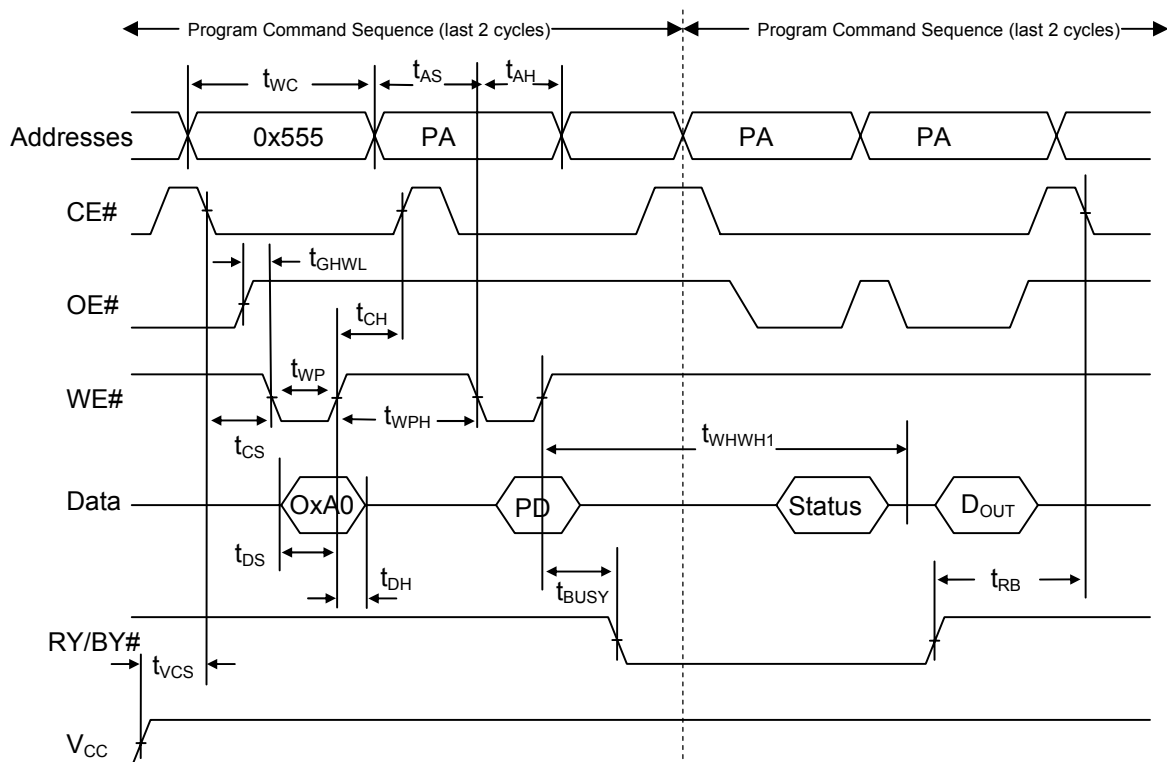 Program Command Sequence (last 2 cycles) Program Command Sequence (last 2 cycles)
tWC tAS tAH
Addresses 0x555 PA PA PA
CE#
tGHWL
OE#
tCH
tWP
WE#
tWPH
tCS tWHWH1
Data OxA0 PD Status DOUT
tDS
tDH tBUSY tRB
RY/BY#
tVCS
VCC